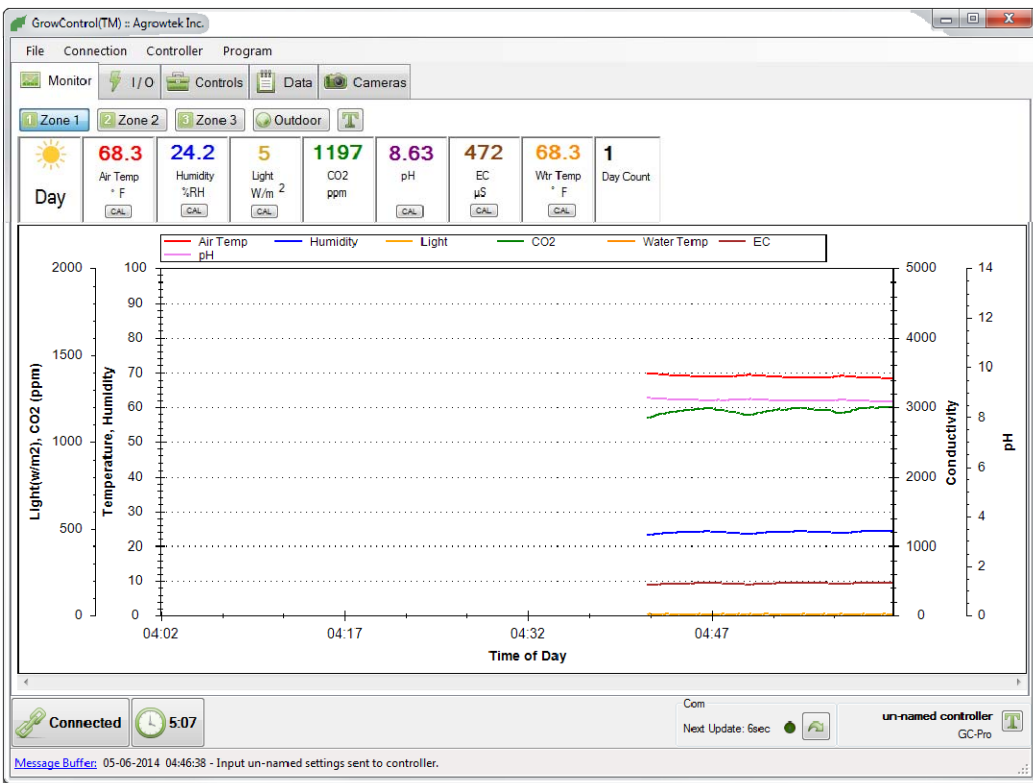 GrowControl(TM) :: Agrowtek Inc.
File Connection Controller Program
Monitor I/O Controls Data Cameras
1 Zone 1 2 Zone 2 3 Zone 3 Outdoor T
Day
68.3
Air Temp
° F
CAL
24.2
Humidity
%RH
CAL
5
Light
W/m 2
CAL
1197
CO2
ppm
8.63
pH
CAL
472
EC
µS
CAL
68.3
Wtr Temp
° F
CAL
1
Day Count
Air Temp Humidity Light CO2 Water Temp EC
pH
2000 100 5000 14
90 12
80 4000
1500 70 10
60 3000 8
1000 50
40 2000 6
30 4
500 20 1000
10 2
0 0 0 0
Light(w/m2), CO2 (ppm)
Temperature, Humidity
Conductivity
pH
04:02 04:17 04:32 04:47
Time of Day
Connected 5:07
Com
Next Update: 6sec
un-named controller T
GC-Pro
Message Buffer: 05-06-2014 04:46:38 - Input un-named settings sent to controller.